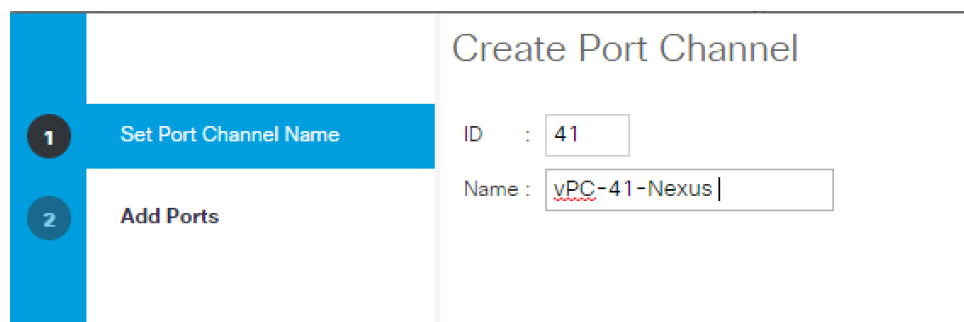 Create Port Channel
1 Set Port Channel Name
ID : 41
Name : vPC-41-Nexus
2 Add Ports